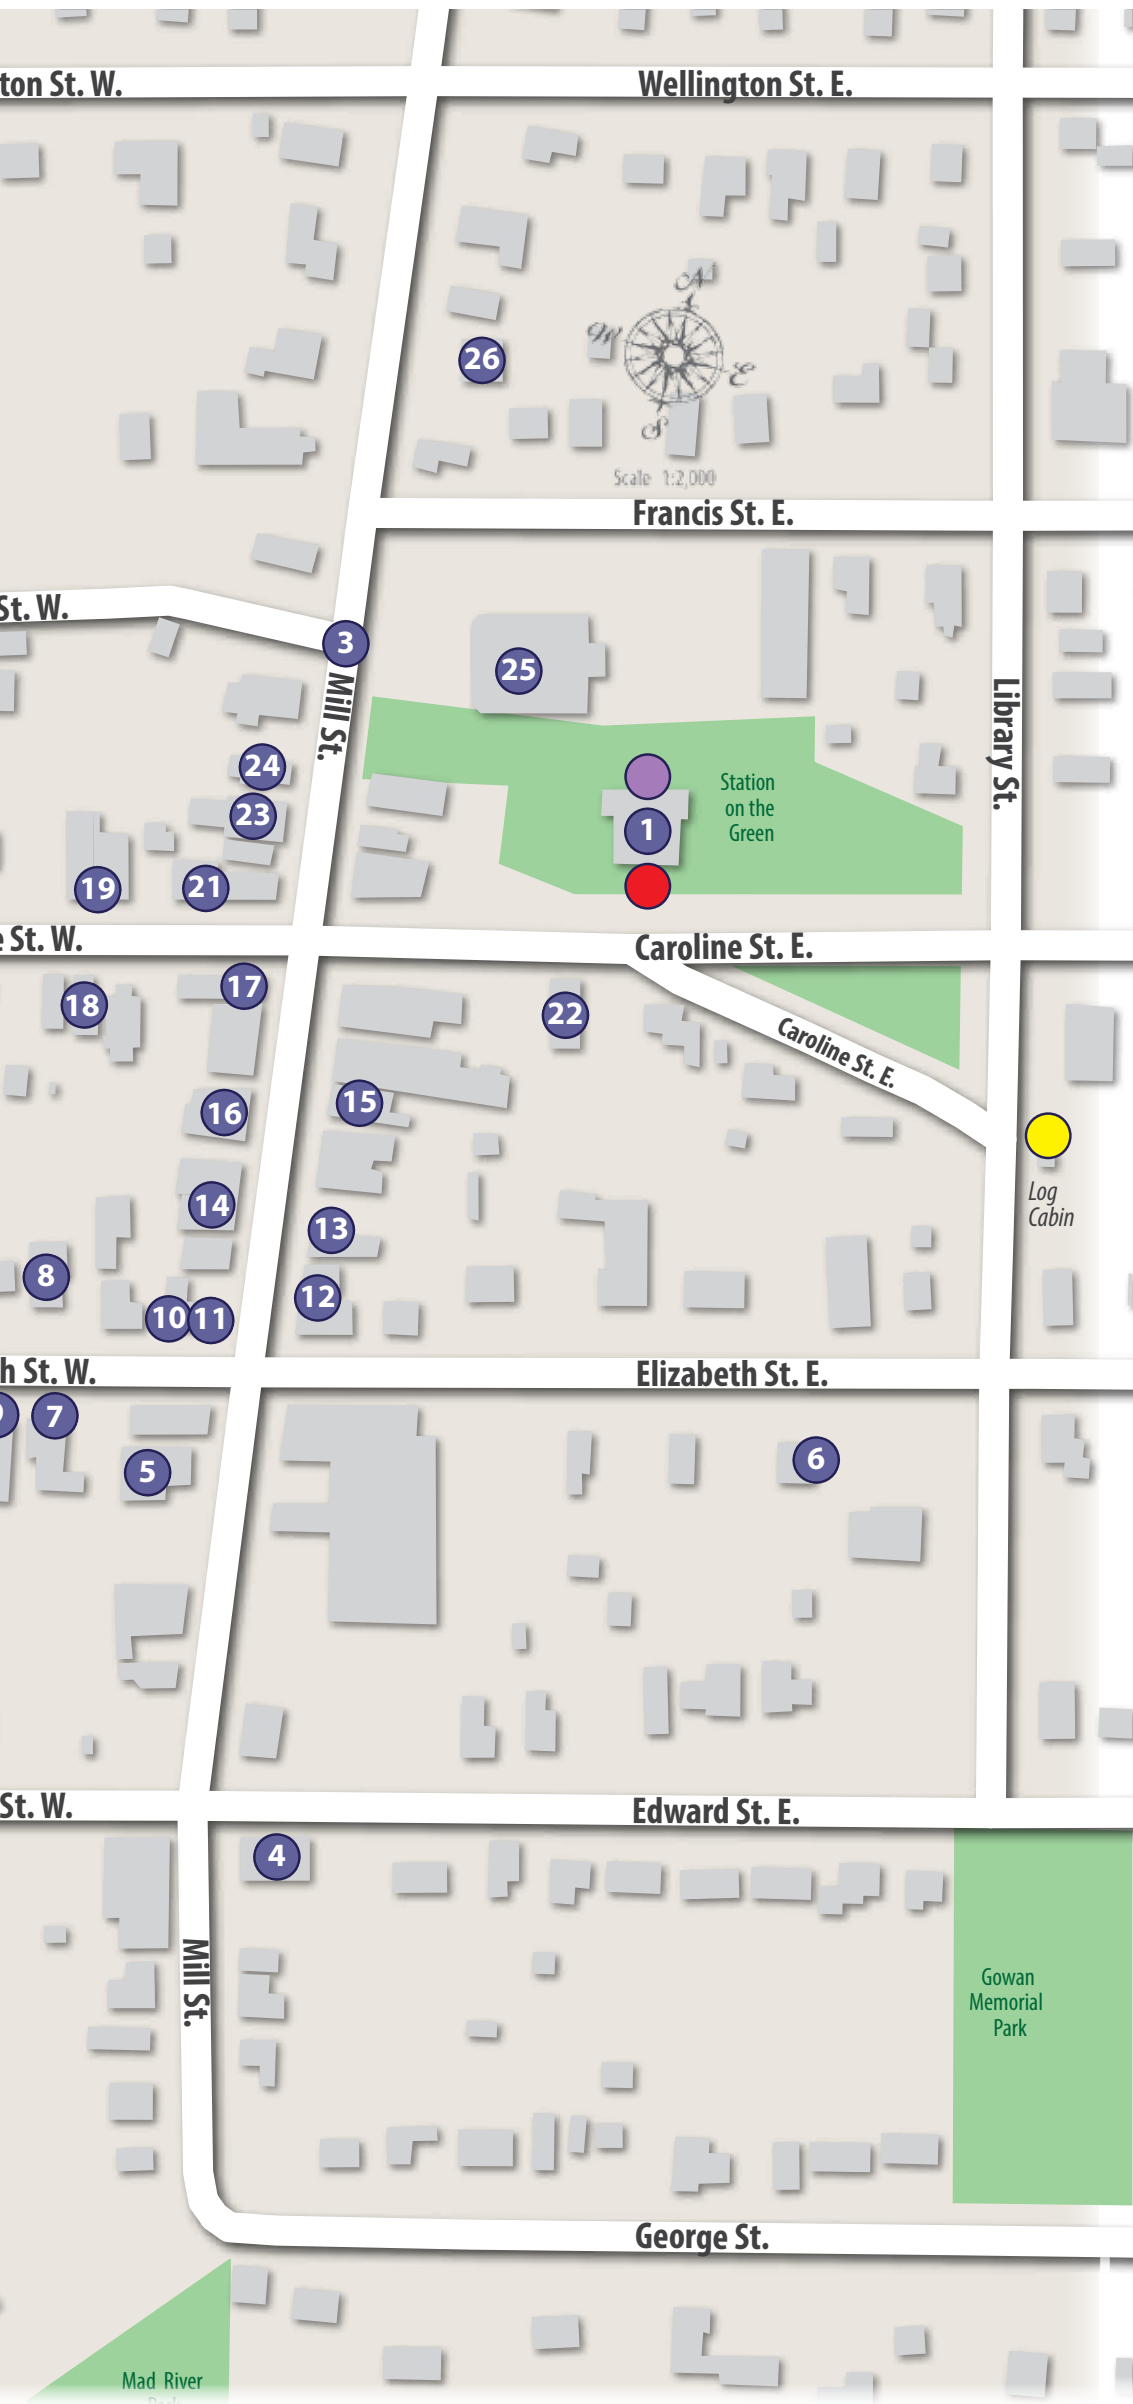 ton St. W.
Wellington St. E.
N
W
E
26
S
Scale 1:2,000
Francis St. E.
St. W.
3
25
Mill St.
Library St.
24
Station
on the
Green
23
1
19
21
e St. W.
Caroline St. E.
17
18
22
Caroline St. E.
15
16
Log
Cabin
14
13
8
12
10
11
h St. W.
Elizabeth St. E.
7
6
5
St. W.
Edward St. E.
4
Mill St.
Gowan
Memorial
Park
George St.
Mad River
Park